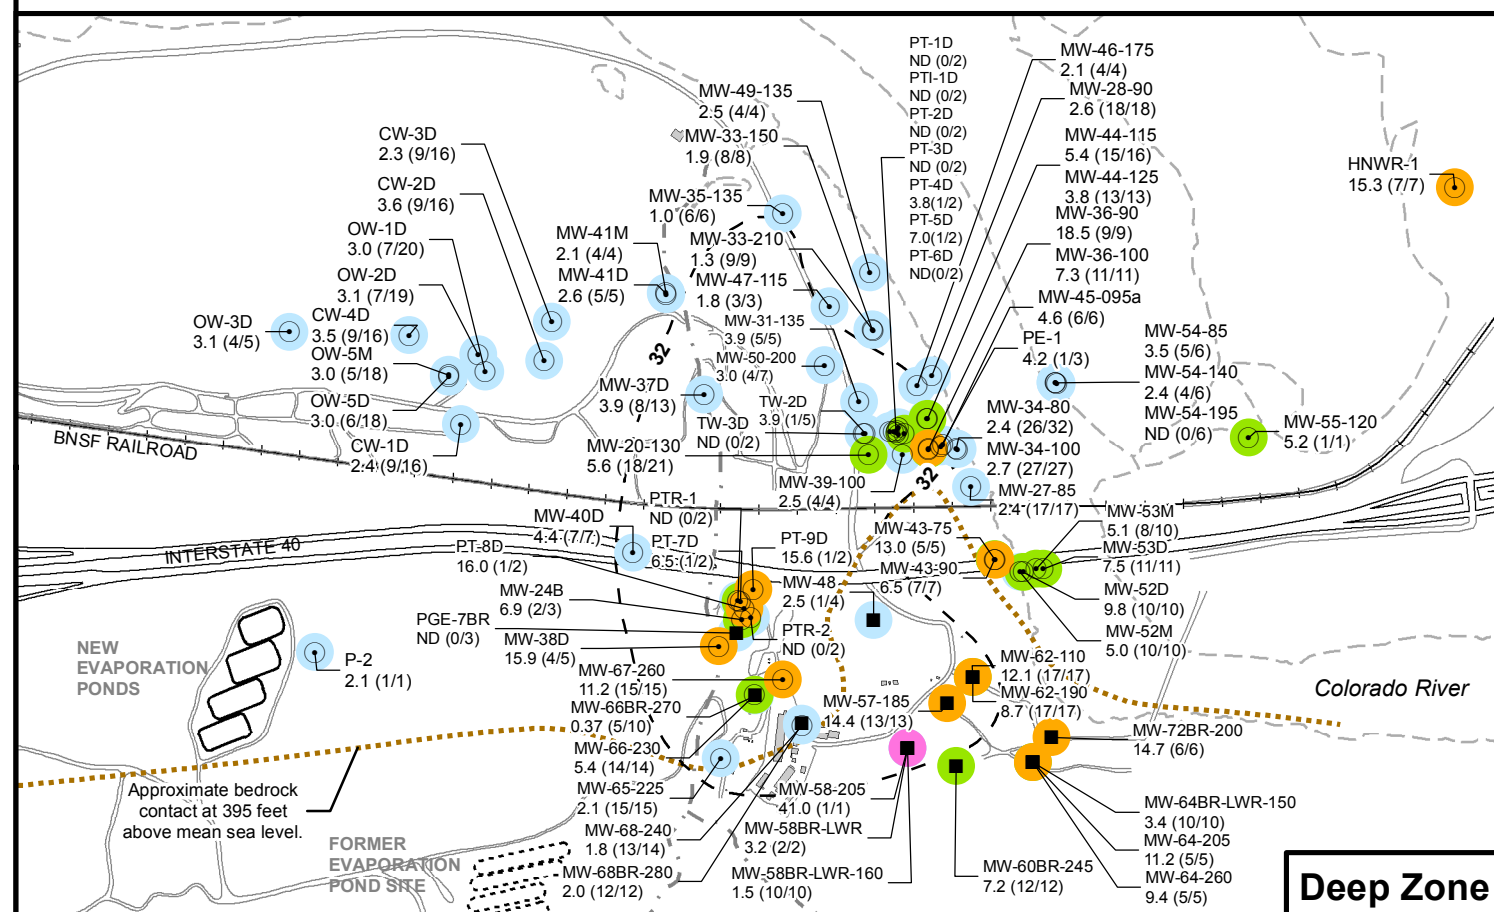 PT-1D
ND (0/2)
PTI-1D
ND (0/2)
PT-2D
ND (0/2)
PT-3D
ND (0/2)
PT-4D
3.8(1/2)
PT-5D
7.0(1/2)
PT-6D
ND(0/2)
MW-46-175
2.1 (4/4)
MW-28-90
2.6 (18/18)
MW-44-115
5.4 (15/16)
MW-44-125
3.8 (13/13)
MW-36-90
18.5 (9/9)
MW-36-100
7.3 (11/11)
MW-45-095a
4.6 (6/6)
PE-1
4.2 (1/3)
HNWR-1
15.3 (7/7)
MW-49-135
2.5 (4/4)
MW-33-150
1.9 (8/8)
MW-35-135
1.0 (6/6)
MW-33-210
1.3 (9/9)
MW-47-115
1.8 (3/3)
MW-31-135
3.9 (5/5)
MW-50-200
3.0 (4/7)
TW-2D
3.9 (1/5)
TW-3D
ND (0/2)
CW-3D
2.3 (9/16)
CW-2D
3.6 (9/16)
OW-1D
3.0 (7/20)
OW-2D
3.1 (7/19)
CW-4D
3.5 (9/16)
OW-3D
3.1 (4/5)
OW-5M
3.0 (5/18)
OW-5D
3.0 (6/18)
CW-1D
2.4 (9/16)
MW-41M
2.1 (4/4)
MW-41D
2.6 (5/5)
32
MW-37D
3.9 (8/13)
MW-20-130
5.6 (18/21)
MW-39-100
2.5 (4/4)
32
MW-54-85
3.5 (5/6)
MW-54-140
2.4 (4/6)
MW-54-195
ND (0/6)
MW-55-120
5.2 (1/1)
MW-34-80
2.4 (26/32)
MW-34-100
2.7 (27/27)
MW-27-85
2.4 (17/17)
BNSF RAILROAD
INTERSTATE 40
PTR-1
ND (0/2)
MW-40D
4.4 (7/7)
PT-7D
6.5 (1/2)
PT-8D
16.0 (1/2)
PT-9D
15.6 (1/2)
MW-24B
6.9 (2/3)
PGE-7BR
ND (0/3)
MW-38D
15.9 (4/5)
MW-48
2.5 (1/4)
PTR-2
ND (0/2)
MW-43-75
13.0 (5/5)
MW-43-90
6.5 (7/7)
MW-53M
5.1 (8/10)
MW-53D
7.5 (11/11)
MW-52D
9.8 (10/10)
MW-52M
5.0 (10/10)
NEW
EVAPORATION
PONDS
P-2
2.1 (1/1)
MW-67-260
11.2 (15/15)
MW-66BR-270
0.37 (5/10)
MW-66-230
5.4 (14/14)
MW-65-225
2.1 (15/15)
MW-68-240
1.8 (13/14)
MW-68BR-280
2.0 (12/12)
MW-57-185
14.4 (13/13)
MW-62-110
12.1 (17/17)
MW-62-190
8.7 (17/17)
Colorado River
MW-72BR-200
14.7 (6/6)
MW-58-205
41.0 (1/1)
MW-58BR-LWR
3.2 (2/2)
MW-58BR-LWR-160
1.5 (10/10)
MW-60BR-245
7.2 (12/12)
MW-64BR-LWR-150
3.4 (10/10)
MW-64-205
11.2 (5/5)
MW-64-260
9.4 (5/5)
Approximate bedrock
contact at 395 feet
above mean sea level.
FORMER
EVAPORATION
POND SITE
Deep Zone